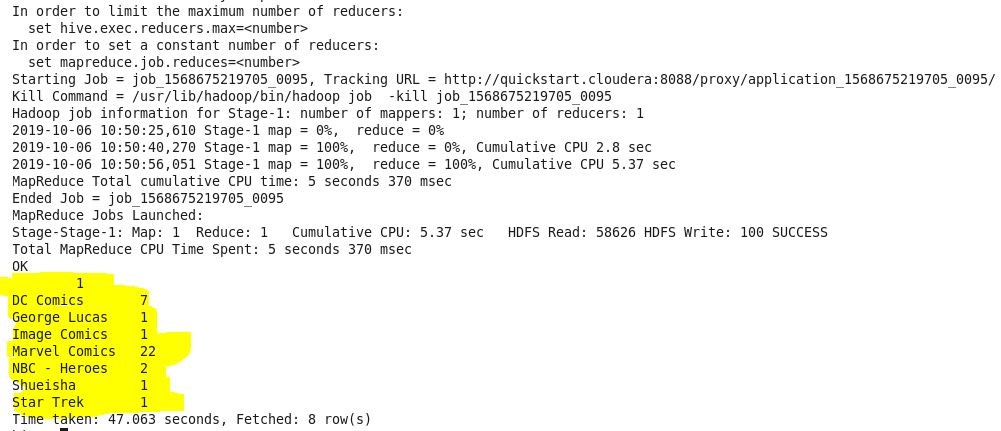 In order to limit the maximum number of reducers:
  set hive.exec.reducers.max=<number>
In order to set a constant number of reducers:
  set mapreduce.job.reduces=<number>
Starting Job = job_1568675219705_0095, Tracking URL = http://quickstart.cloudera:8088/proxy/application_1568675219705_0095/
Kill Command = /usr/lib/hadoop/bin/hadoop job  -kill job_1568675219705_0095
Hadoop job information for Stage-1: number of mappers: 1; number of reducers: 1
2019-10-06 10:50:25,610 Stage-1 map = 0%,  reduce = 0%
2019-10-06 10:50:40,270 Stage-1 map = 100%,  reduce = 0%, Cumulative CPU 2.8 sec
2019-10-06 10:50:56,051 Stage-1 map = 100%,  reduce = 100%, Cumulative CPU 5.37 sec
MapReduce Total cumulative CPU time: 5 seconds 370 msec
Ended Job = job_1568675219705_0095
MapReduce Jobs Launched:
Stage-Stage-1: Map: 1  Reduce: 1   Cumulative CPU: 5.37 sec   HDFS Read: 58626 HDFS Write: 100 SUCCESS
Total MapReduce CPU Time Spent: 5 seconds 370 msec
OK
        1
DC Comics       7
George Lucas    1
Image Comics    1
Marvel Comics   22
NBC - Heroes    2
Shueisha        1
Star Trek       1
Time taken: 47.063 seconds, Fetched: 8 row(s)